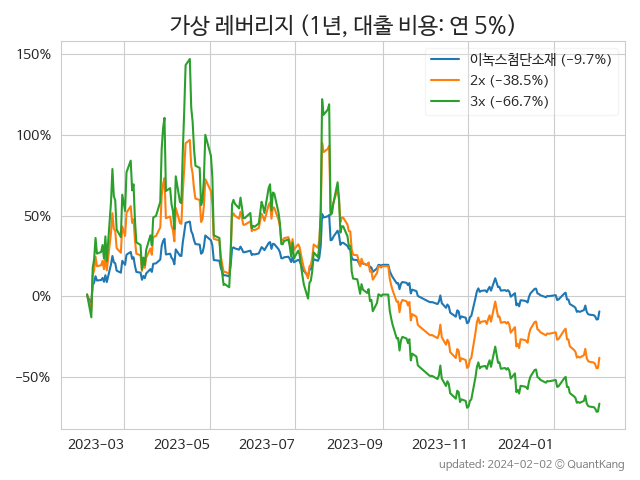 가상 레버리지 (1년, 대출 비용: 연 5%)
150%
100%
50%
0%
−50%
이녹스첨단소재 (-9.7%)
2x (-38.5%)
3x (-66.7%)
2023-03
2023-05
2023-07
2023-09
2023-11
2024-01
updated: 2024-02-02 © QuantKang